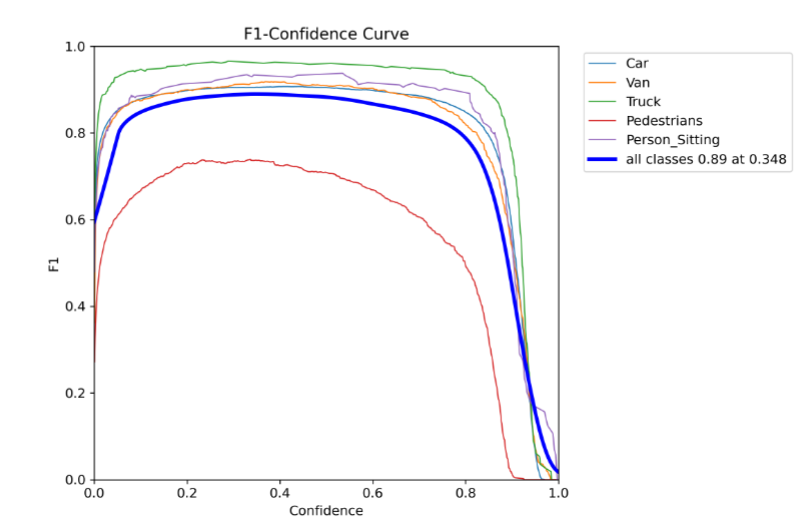 F1-Confidence Curve
1.0
0.8
0.6
0.4
0.2
0.0
F1
0.0 0.2 0.4 0.6 0.8 1.0
Confidence
Car
Van
Truck
Pedestrians
Person_Sitting
all classes 0.89 at 0.348